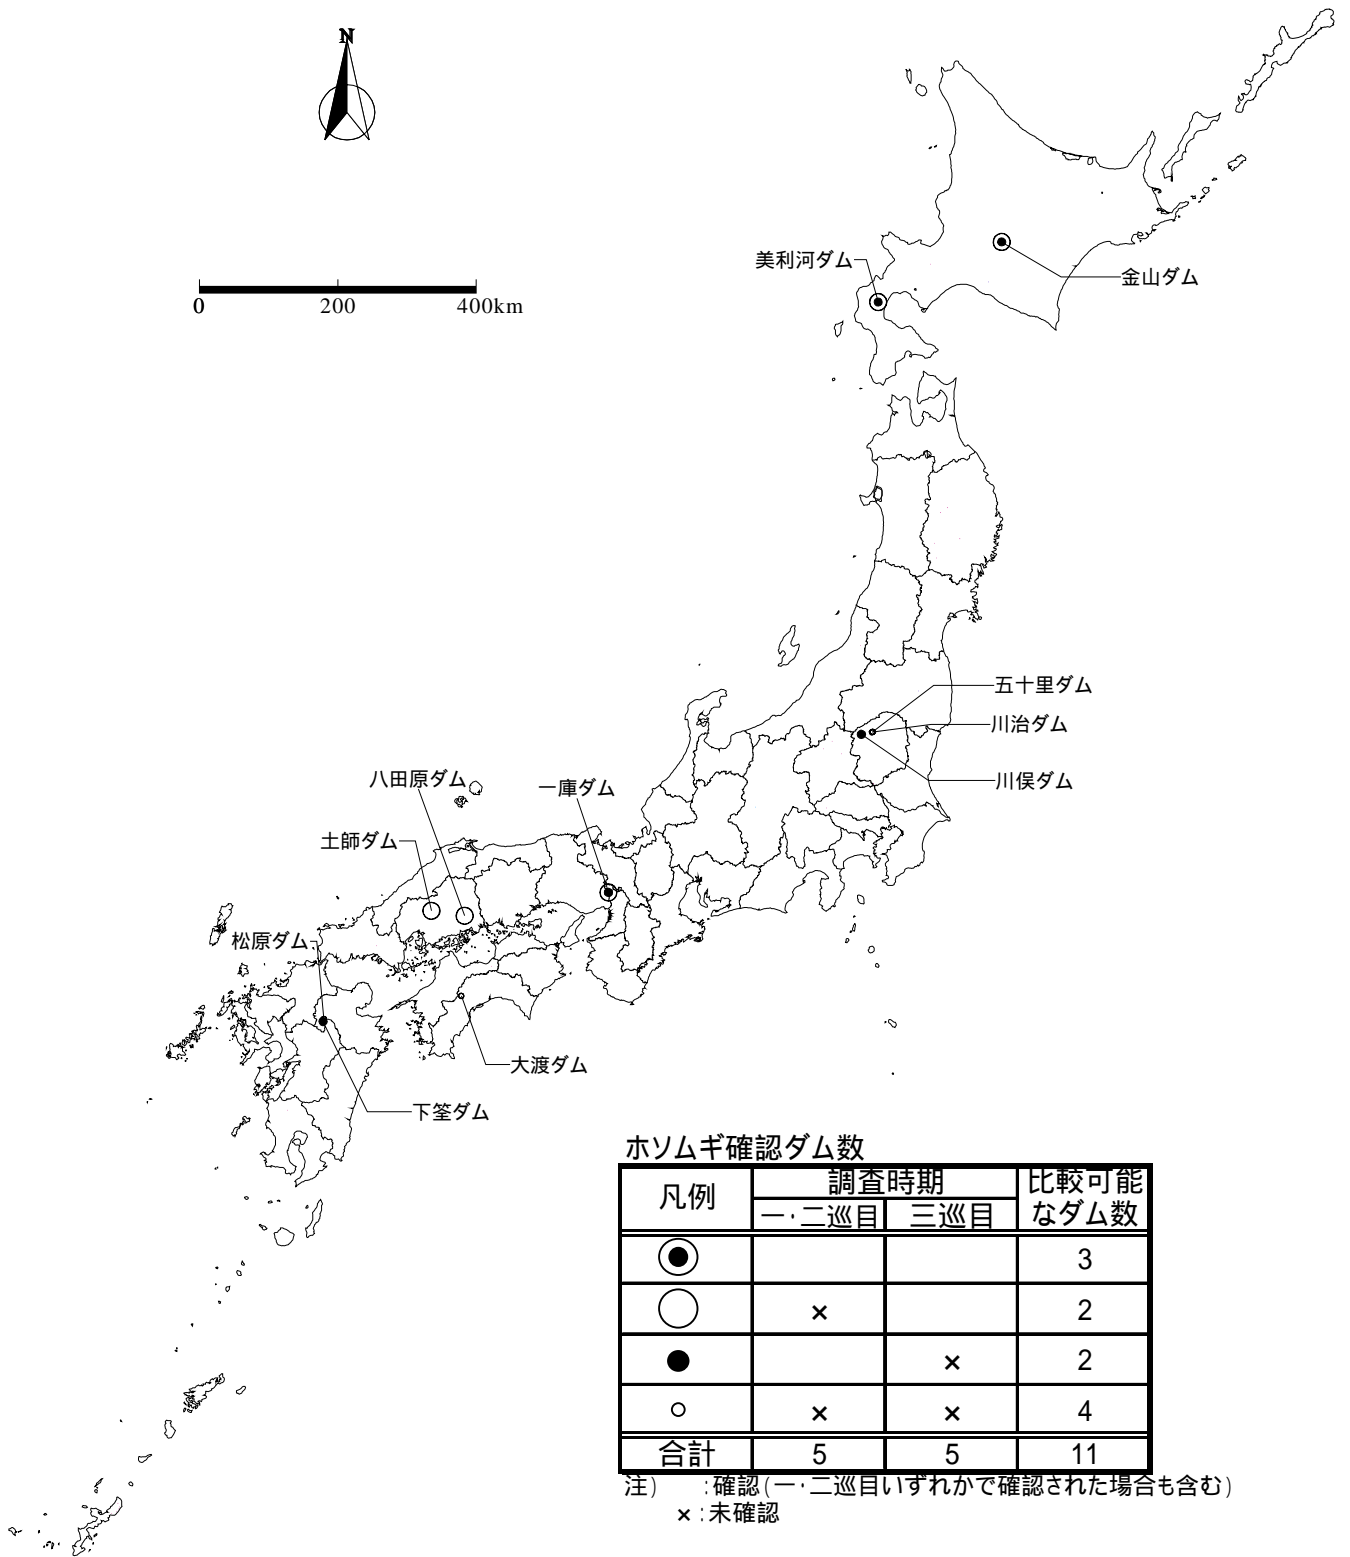 N
0 200 400km
美利河ダム
金山ダム
五十里ダム
川治ダム
川俣ダム
八田原ダム
一庫ダム
土師ダム
松原ダム
大渡ダム
下筌ダム
ホソムギ確認ダム数
凡例 調査時期 比較可能
一・二巡目 三巡目 なダム数
3
× 2
× 2
× × 4
合計 5 5 11
注) :確認(一・二巡目いずれかで確認された場合も含む)
×:未確認